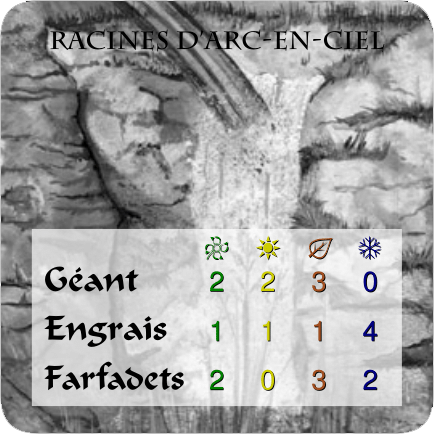 RACINES D'ARC-EN-CIEL
Géant 2 2 3 0
Engrais 1 1 1 4
Farfadets 2 0 3 2